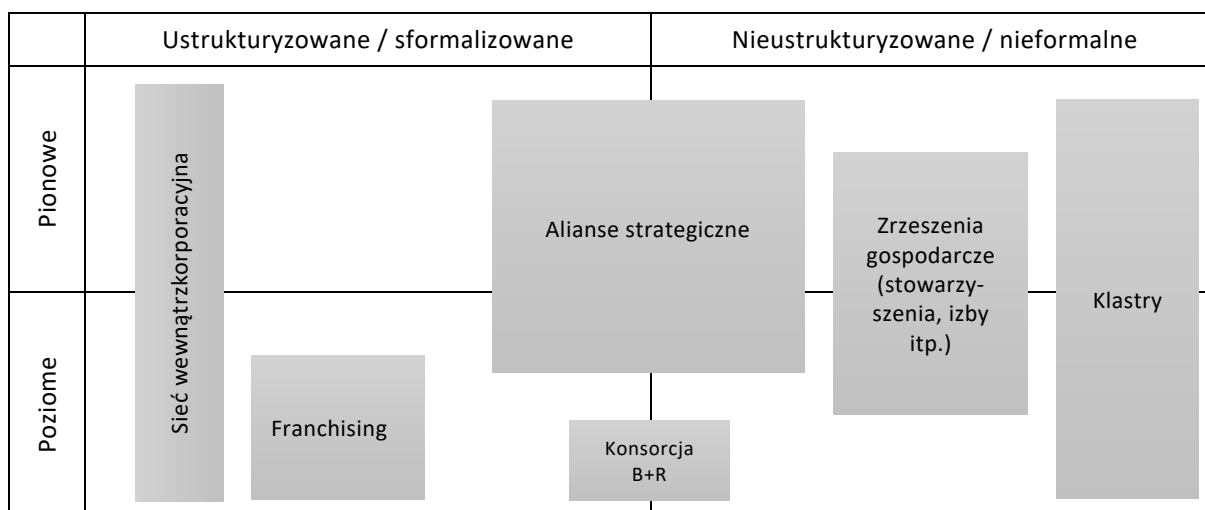 Ustrukturyzowane / sformalizowane
Nieustrukturyzowane / nieformalne
Pionowe
Sieć wewnątrzkorporacyjna
Alianse strategiczne
Zrzeszenia
gospodarcze
(stowarzy-
szenia, izby
itp.)
Klastry
Poziome
Franchising
Konsorcja
B+R